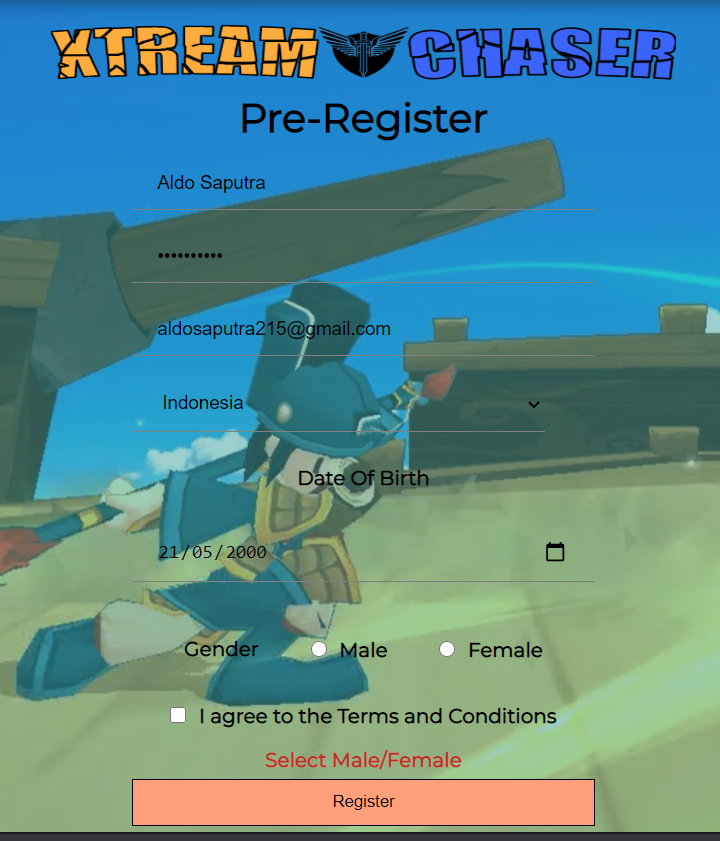 XTREAM CHASER
Pre-Register
Aldo Saputra
••••••••••
aldosaputra215@gmail.com
Indonesia
Date Of Birth
21/05/2000
Gender Male Female
I agree to the Terms and Conditions
Select Male/Female
Register